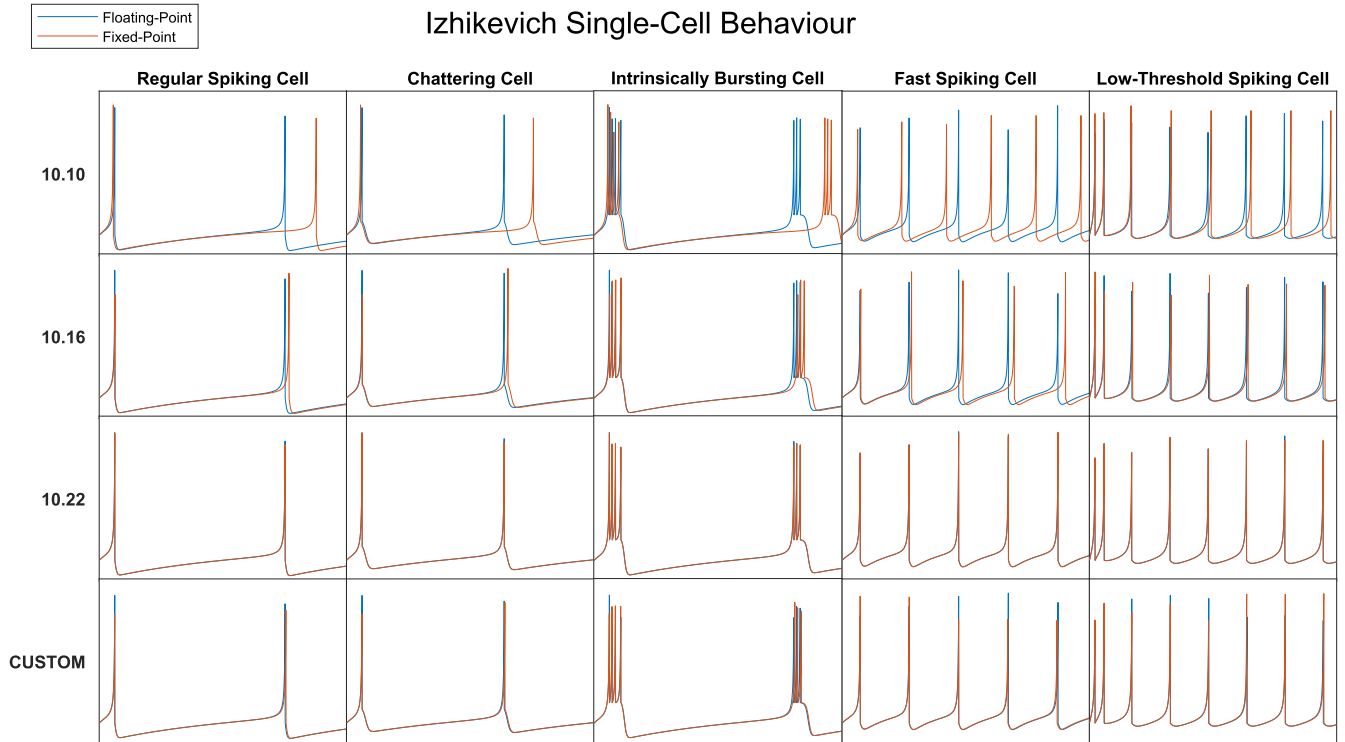 Floating-Point
Fixed-Point
Izhikevich Single-Cell Behaviour
Regular Spiking Cell
Chattering Cell
Intrinsically Bursting Cell
Fast Spiking Cell
Low-Threshold Spiking Cell
10.10
10.16
10.22
CUSTOM